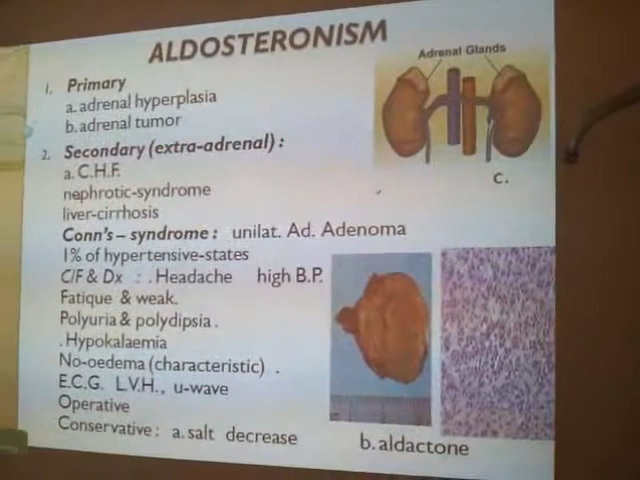 ALDOSTERONISM
Adrenal Glands
1. Primary
a. adrenal hyperplasia
b. adrenal tumor
2. Secondary (extra-adrenal) :
a. C.H.F.
nephrotic-syndrome
liver-cirrhosis
C.
Conn's – syndrome : unilat. Ad. Adenoma
1% of hypertensive-states
C/F & Dx : . Headache high B.P.
Fatique & weak.
Polyuria & polydipsia .
. Hypokalaemia
No-oedema (characteristic) .
E.C.G. L.V.H., u-wave
Operative
Conservative : a. salt decrease b. aldactone